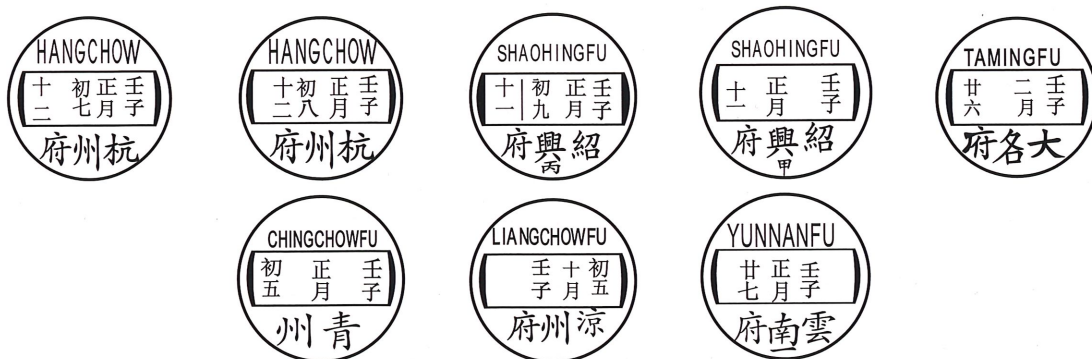 HANGCHOW
壬子 正月 初七 十二
杭州府
HANGCHOW
壬子 正月 初八 十二
杭州府
SHAOHINGFU
壬子 正月 初九 十一
紹興府
丙
SHAOHINGFU
壬子 正月 十一
紹興府
甲
TAMINGFU
壬子 二月 廿六
大各府
CHINGCHOWFU
壬子 正月 初五
青州
LIANGCHOWFU
初五 十月 壬子
涼州府
YUNNANFU
壬子 正月 廿七
雲南府
一